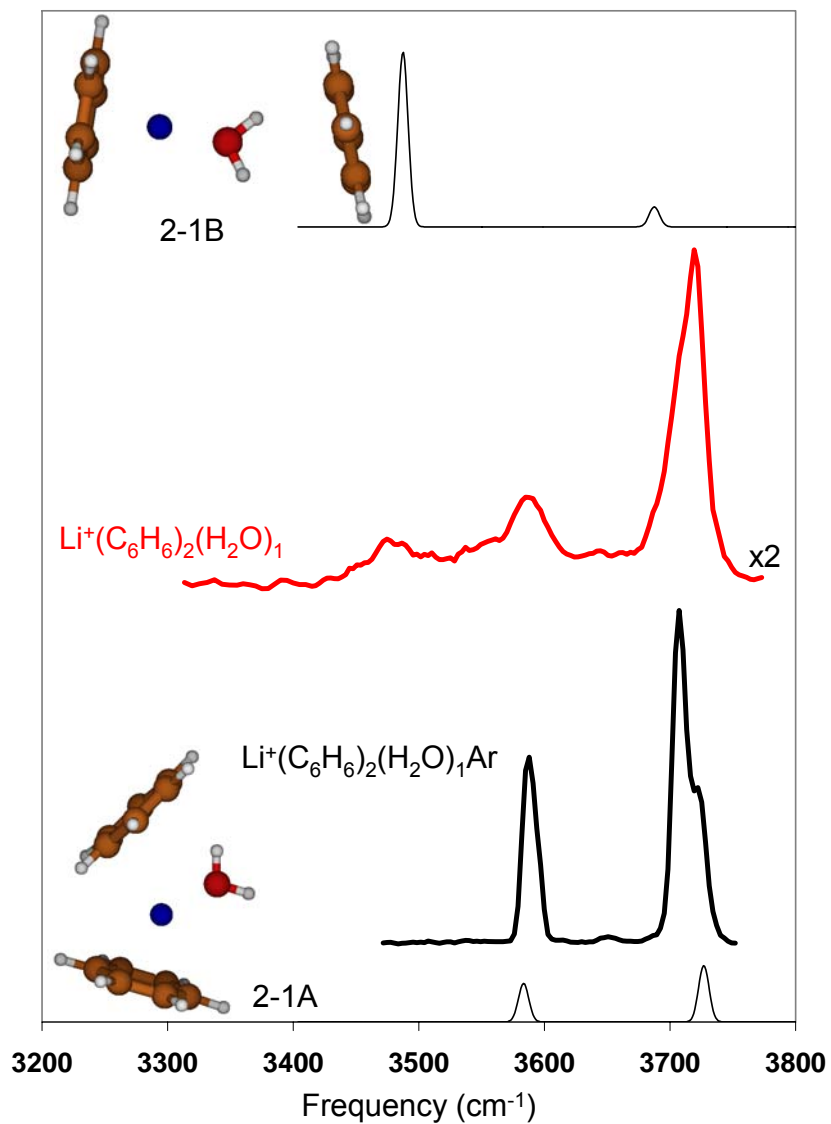 2-1B
Li⁺(C₆H₆)₂(H₂O)₁
x2
Li⁺(C₆H₆)₂(H₂O)₁Ar
2-1A
3200 3300 3400 3500 3600 3700 3800
Frequency (cm⁻¹)